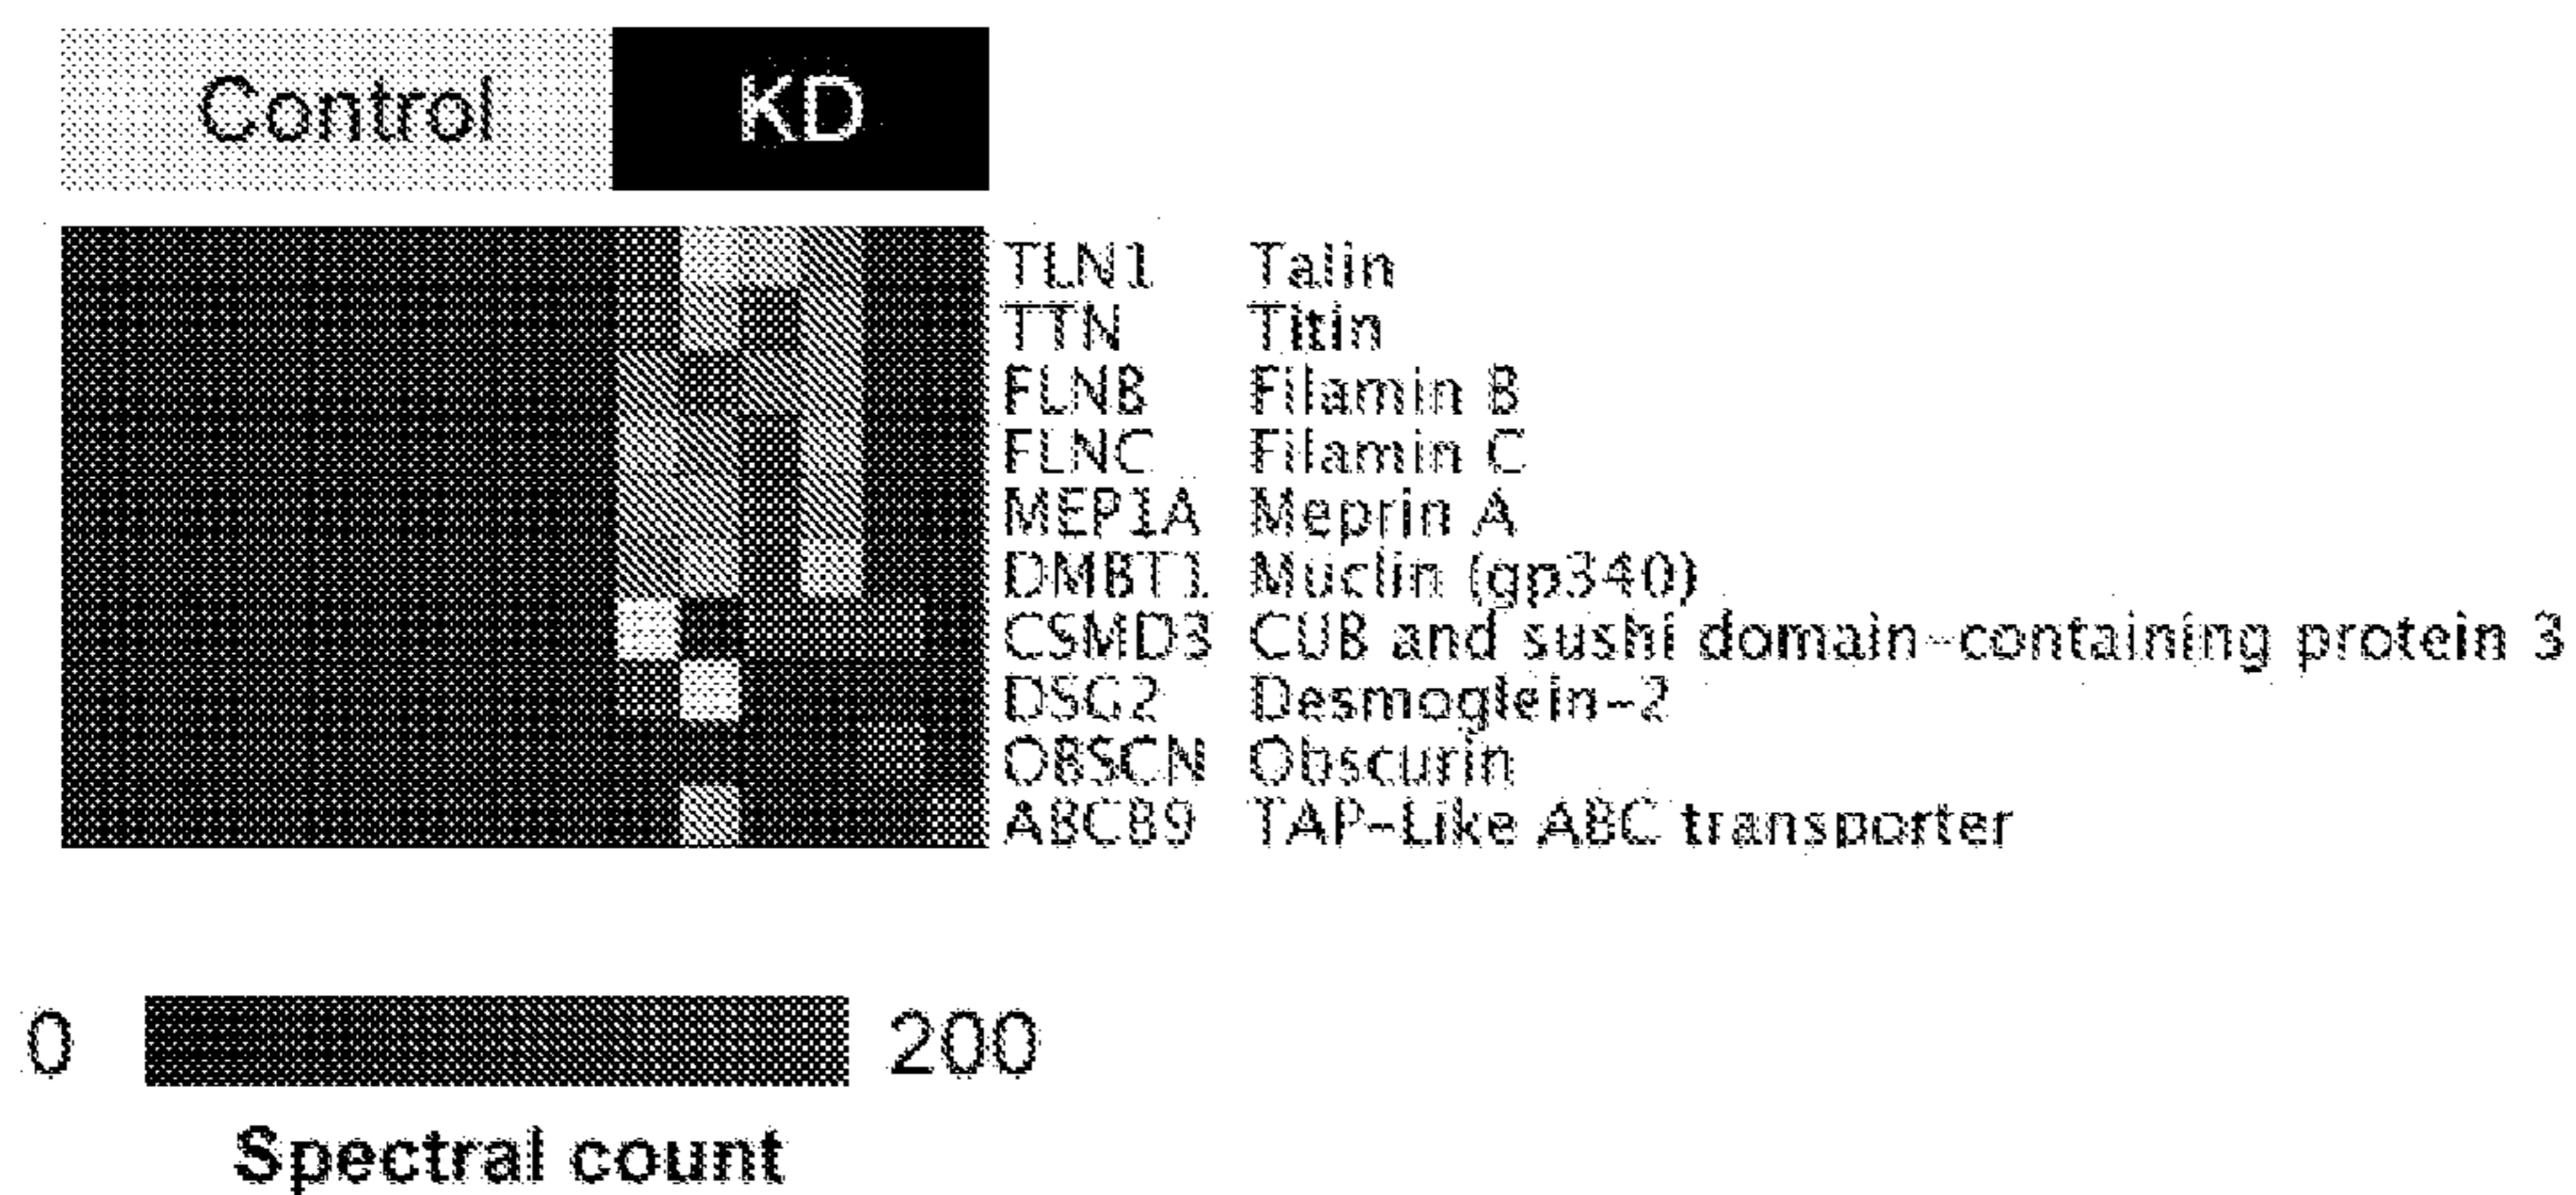 Control KD
TLN1 Talin
TTN Titin
FLNB Filamin B
FLNC Filamin C
MEP1A Meprin A
DMBT1 Muclin (gp340)
CSMD3 CUB and sushi domain-containing protein 3
DSG2 Desmoglein-2
OBSCN Obscurin
ABCB9 TAP-Like ABC transporter
0 200
Spectral count